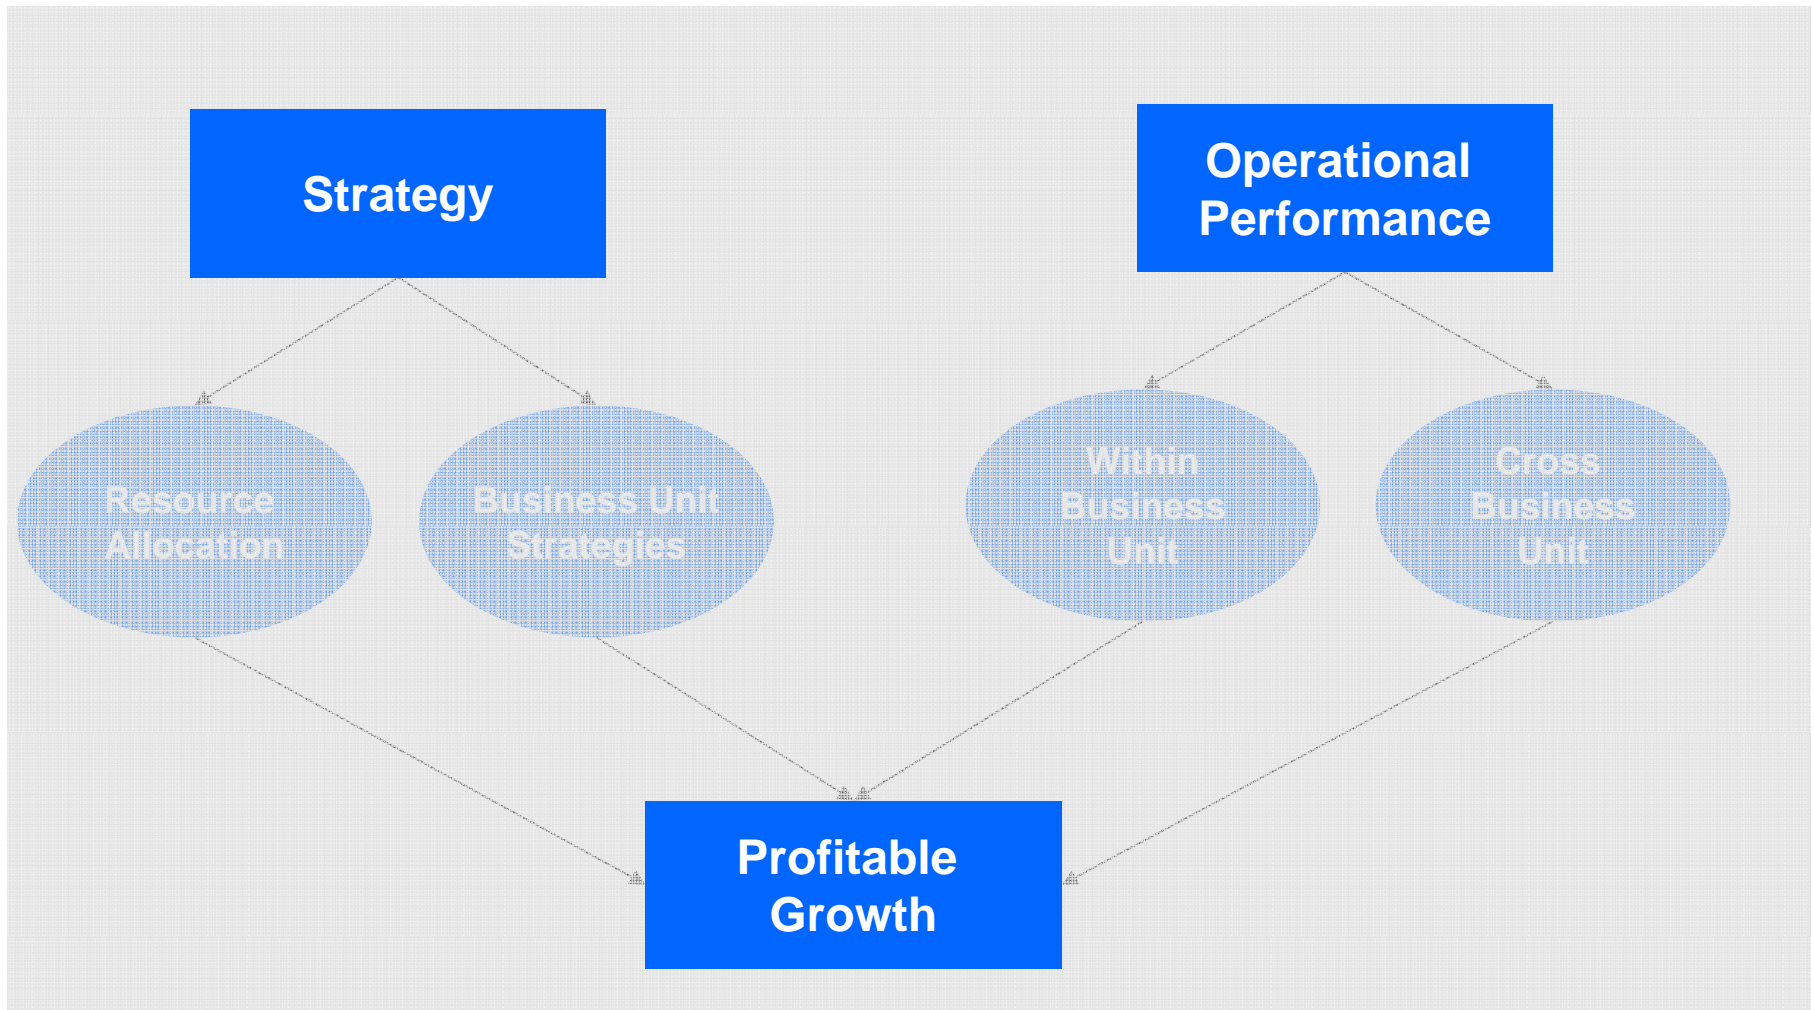 Strategy
Operational
Performance
Resource
Allocation
Business Unit
Strategies
Within
Business
Unit
Cross
Business
Unit
Profitable
Growth